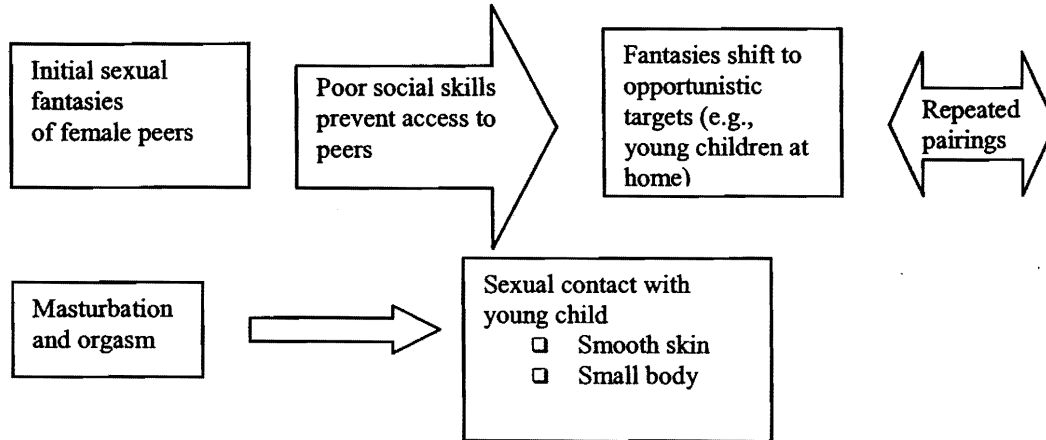 Initial sexual
fantasies
of female peers
Poor social skills
prevent access to
peers
Fantasies shift to
opportunistic
targets (e.g.,
young children at
home)
Repeated
pairings
Masturbation
and orgasm
Sexual contact with
young child
❑ Smooth skin
❑ Small body